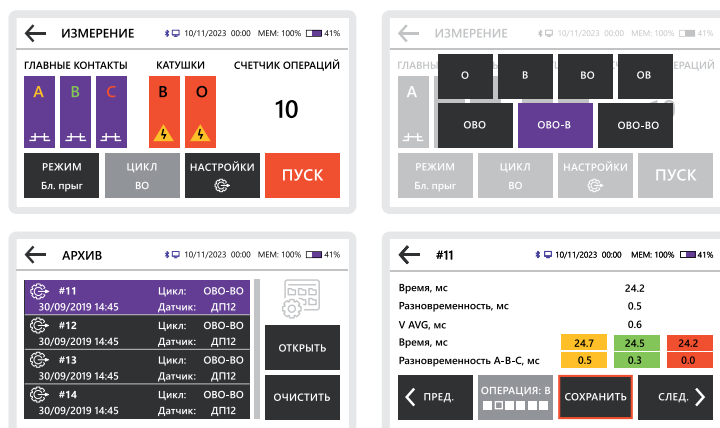 ИЗМЕРЕНИЕ 10/11/2023 00:00 MEM: 100% 41%
ГЛАВНЫЕ КОНТАКТЫ КАТУШКИ СЧЕТЧИК ОПЕРАЦИЙ
A B C B O
10
РЕЖИМ ЦИКЛ НАСТРОЙКИ ПУСК
Бл. прыг ВО
ИЗМЕРЕНИЕ 10/11/2023 00:00 MEM: 100% 41%
О В ВО ОВ
ОВО ОВО-В ОВО-ВО
A
РЕЖИМ ЦИКЛ НАСТРОЙКИ ПУСК
Бл. прыг ВО
АРХИВ 10/11/2023 00:00 MEM: 100% 41%
#11 Цикл: ОВО-ВО
30/09/2019 14:45 Датчик: ДП12
#12 Цикл: ОВО-ВО
30/09/2019 14:45 Датчик: ДП12
#13 Цикл: ОВО-ВО
30/09/2019 14:45 Датчик: ДП12
#14 Цикл: ОВО-ВО
30/09/2019 14:45 Датчик: ДП12
ОТКРЫТЬ
ОЧИСТИТЬ
#11 10/11/2023 00:00 MEM: 100% 41%
Время, мс 24.2
Разновременность, мс 0.5
V AVG, мс 0.6
Время, мс 24.7 24.5 24.2
Разновременность A-B-C, мс 0.5 0.3 0.0
ПРЕД. ОПЕРАЦИЯ: В СОХРАНИТЬ СЛЕД.